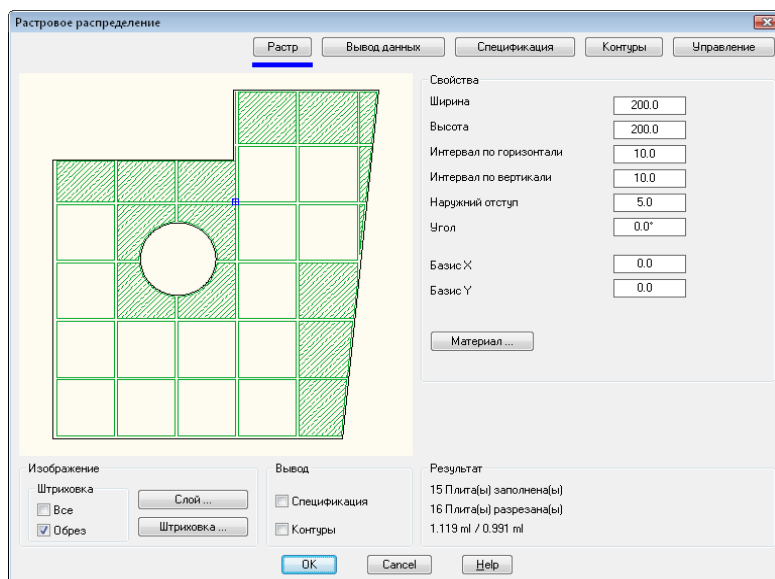 Растровое распределение
Растр Вывод данных Спецификация Контуры Управление
Свойства
Ширина 200.0
Высота 200.0
Интервал по горизонтали 10.0
Интервал по вертикали 10.0
Наружний отступ 5.0
Угол 0.0°
Базис X 0.0
Базис Y 0.0
Материал ...
Изображение
Штриховка
Все
Обрез
Слой ...
Штриховка ...
Вывод
Спецификация
Контуры
Результат
15 Плита(ы) заполнена(ы)
16 Плита(ы) разрезана(ы)
1.119 ml / 0.991 ml
OK Cancel Help